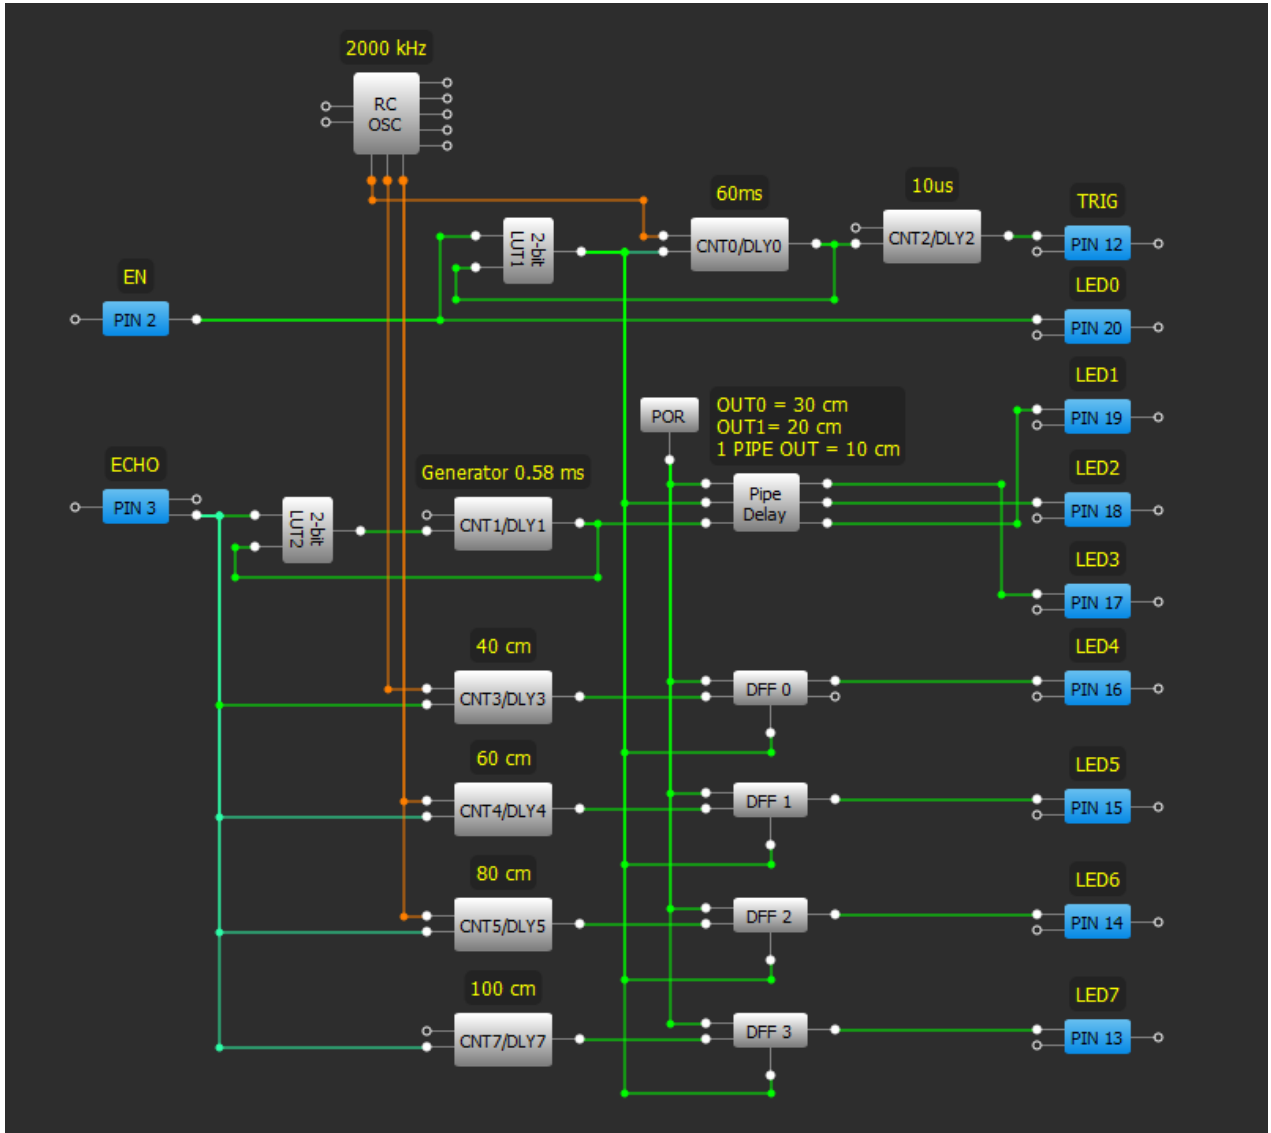 2000 kHz
RC
OSC
60ms
10us
TRIG
2-bit
LUT1
CNT0/DLY0
CNT2/DLY2
PIN 12
EN
LED0
PIN 2
PIN 20
LED1
POR
OUT0 = 30 cm
OUT1= 20 cm
1 PIPE OUT = 10 cm
PIN 19
ECHO
Generator 0.58 ms
LED2
PIN 3
2-bit
LUT2
CNT1/DLY1
Pipe
Delay
PIN 18
LED3
PIN 17
40 cm
LED4
CNT3/DLY3
DFF 0
PIN 16
60 cm
LED5
CNT4/DLY4
DFF 1
PIN 15
80 cm
LED6
CNT5/DLY5
DFF 2
PIN 14
100 cm
LED7
CNT7/DLY7
DFF 3
PIN 13